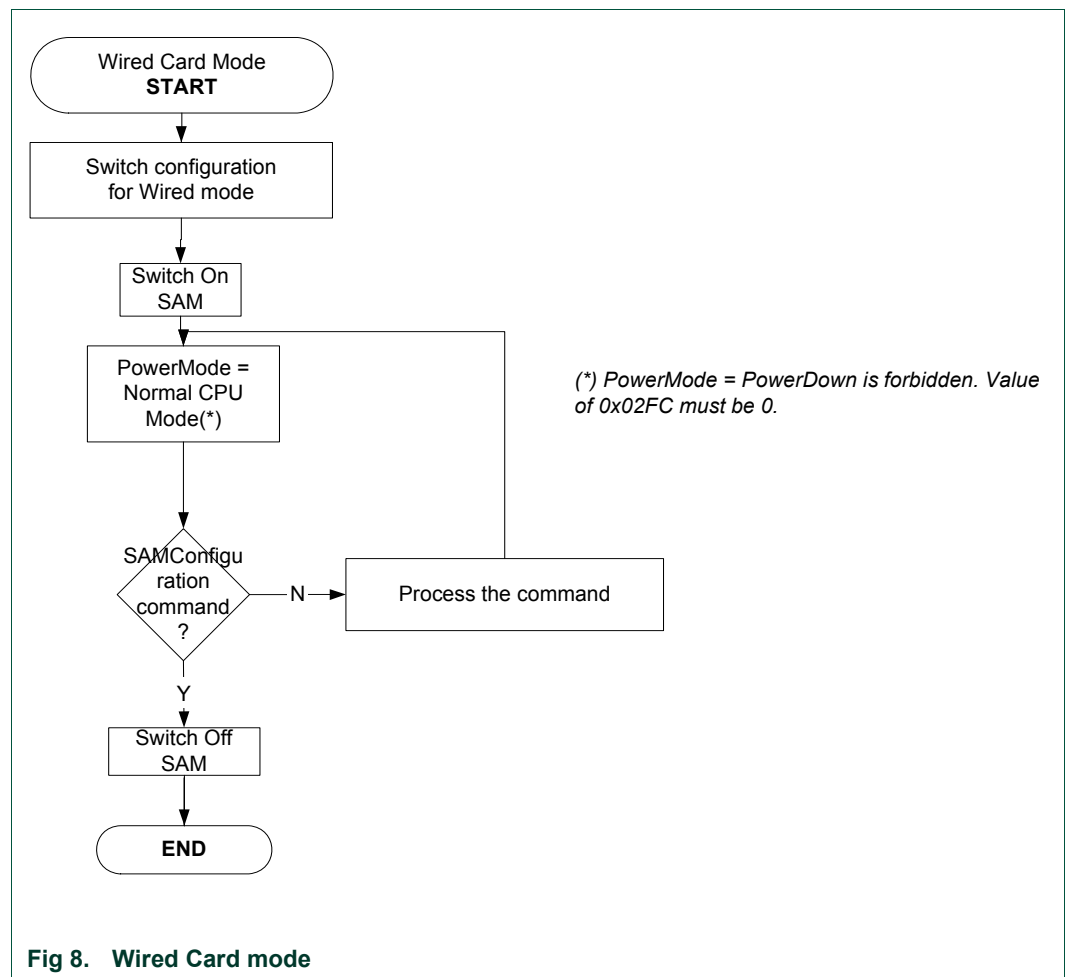 Wired Card Mode
START
Switch configuration
for Wired mode
Switch On
SAM
PowerMode =
Normal CPU
Mode(*)
(*) PowerMode = PowerDown is forbidden. Value
of 0x02FC must be 0.
SAMConfigu
ration
command
?
N
Process the command
Y
Switch Off
SAM
END
Fig 8. Wired Card mode